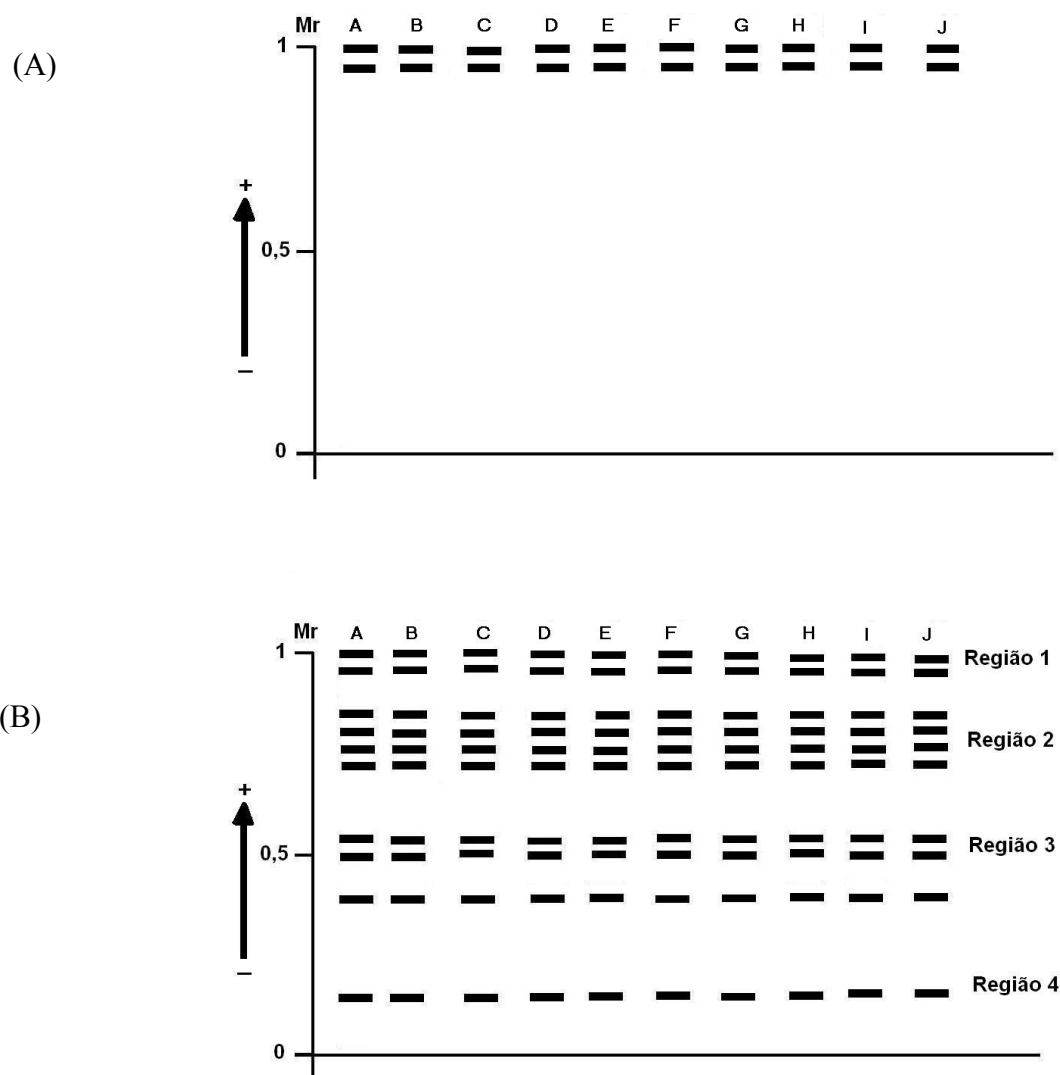 Mr A B C D E F G H I J
1
(A)
+
0,5
–
0
Mr A B C D E F G H I J
1
Região 1
(B)
Região 2
+
0,5
Região 3
–
Região 4
0